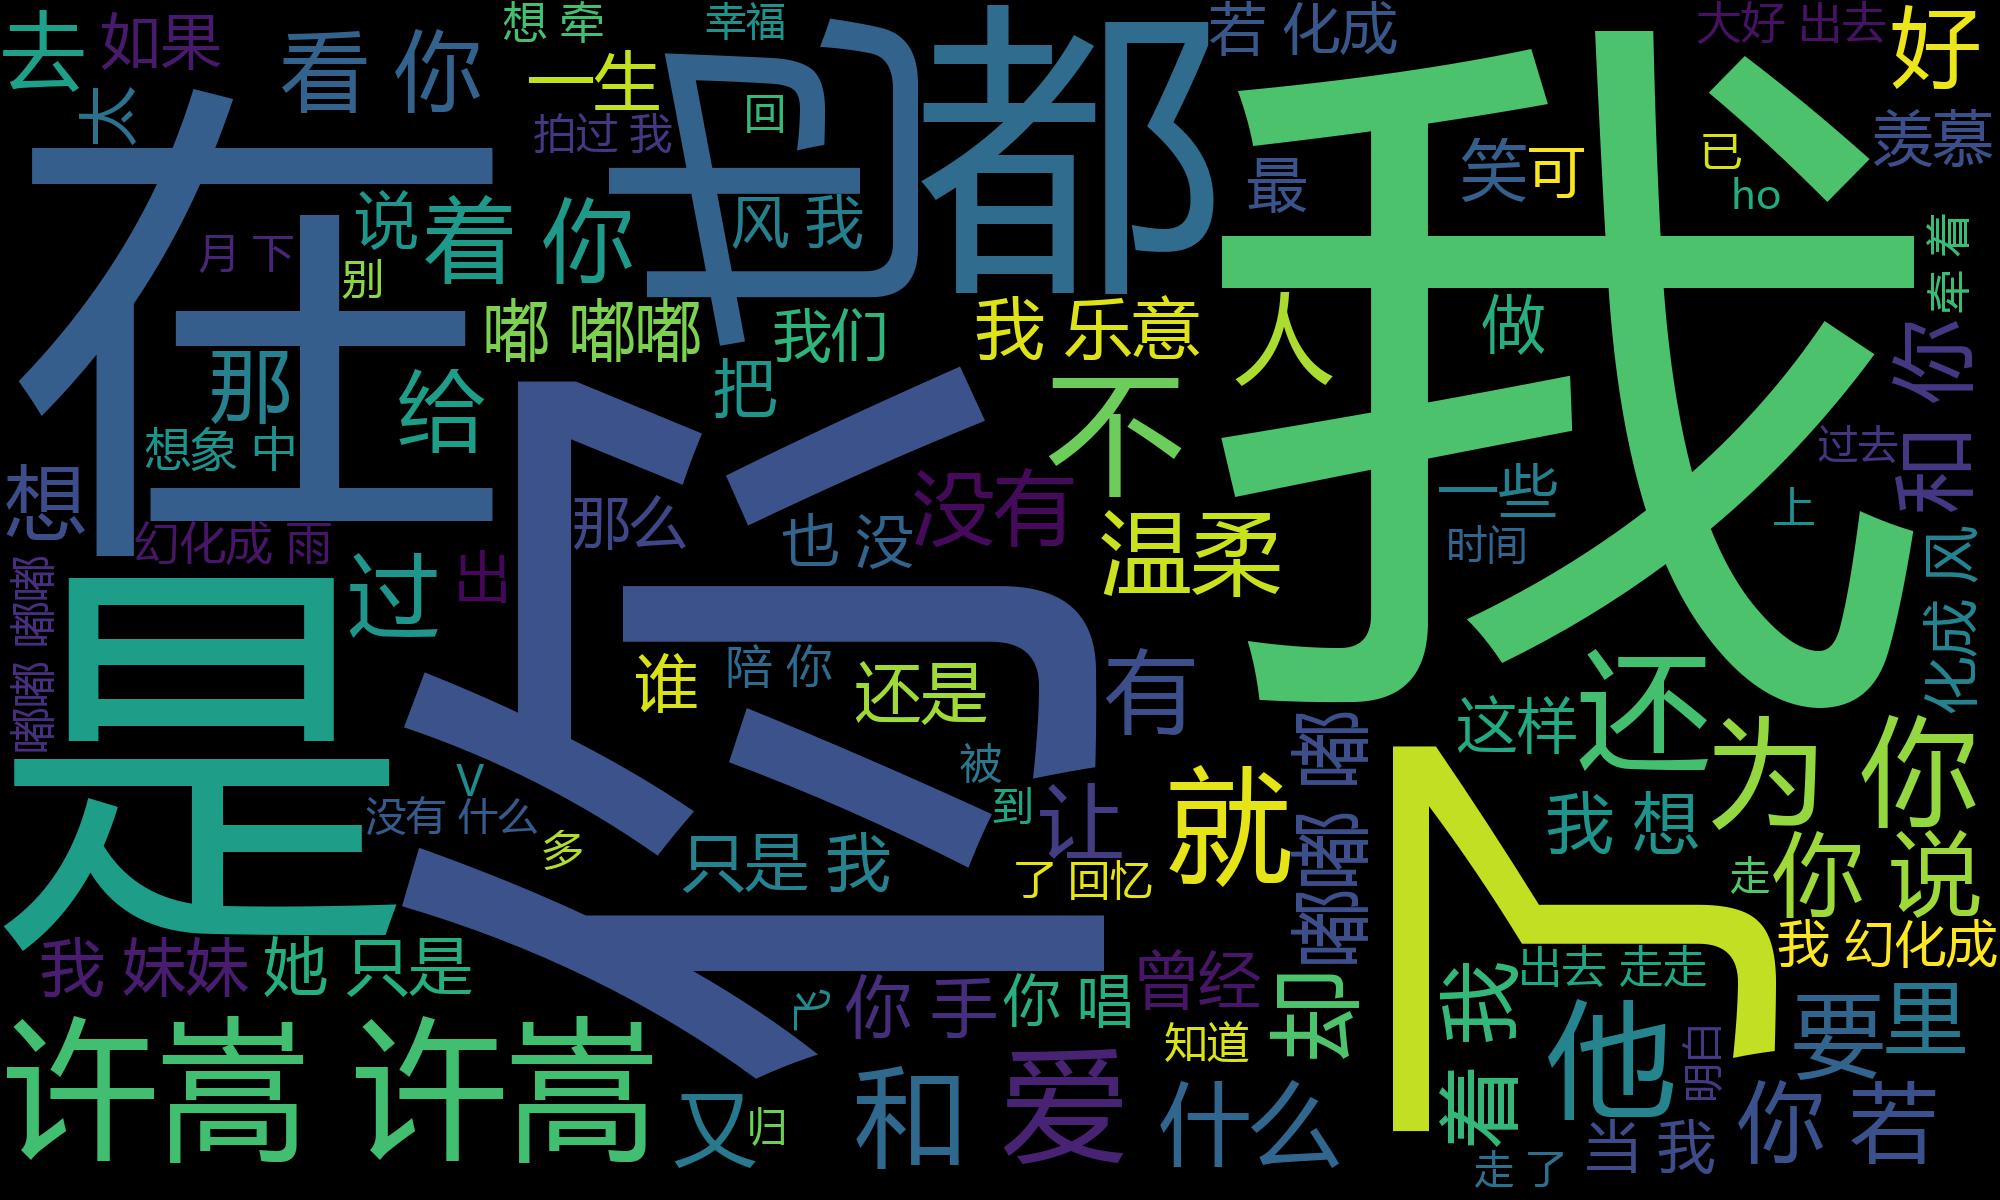 去
如果
看 你
想 牵
幸福
都
若 化成
大好 出去
好
太
一生
拍过 我
回
我
羡慕
在
说
着 你
风 我
最
笑
可
已
ho
月 下
别
牵 着
嘟 嘟嘟
我们
我 乐意
人
做
那
给
把
不
和 你
想象 中
想
幻化成 雨
那么
也 没
没有
温柔
一些
时间
过去
上
化成 风
嘟嘟 嘟嘟
是
过
出
谁
陪 你
还是
有
这样
还
为 你
被
到
让
V
没有 什么
多
只是 我
了 回忆
就
嘟嘟 嘟嘟 嘟
我 想
走
你 说
我 妹妹
她 只是
飞
你 手
你 唱
曾经
却
着 我
出去 走走
我 幻化成
许嵩 许嵩
知道
他
明白
要
里
又
归
和
爱
什么
走 了
当 我
你 若